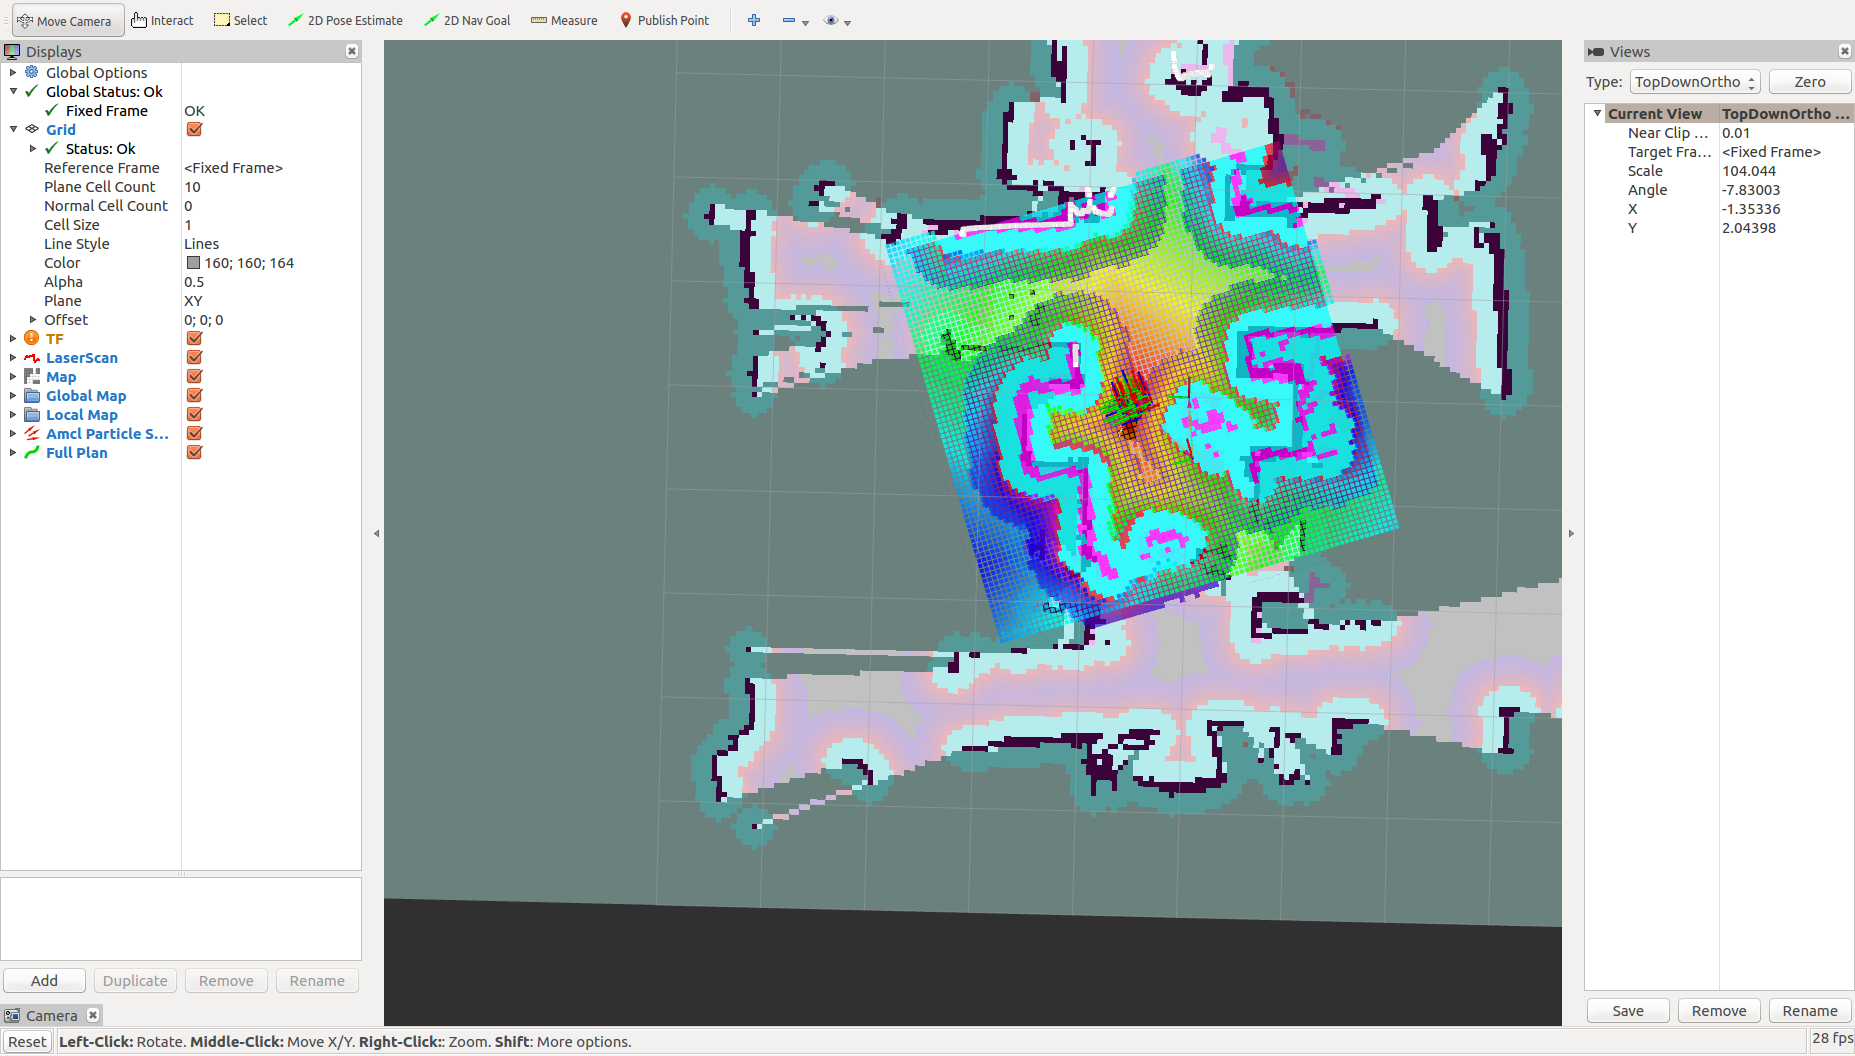 Move Camera Interact Select 2D Pose Estimate 2D Nav Goal Measure Publish Point
Displays
Global Options
Global Status: Ok
Fixed Frame OK
Grid
Status: Ok
Reference Frame <Fixed Frame>
Plane Cell Count 10
Normal Cell Count 0
Cell Size 1
Line Style Lines
Color 160; 160; 164
Alpha 0.5
Plane XY
Offset 0; 0; 0
TF
LaserScan
Map
Global Map
Local Map
Amcl Particle S...
Full Plan
Add Duplicate Remove Rename
Camera
Reset Left-Click: Rotate. Middle-Click: Move X/Y. Right-Click:: Zoom. Shift: More options.
Views
Type: TopDownOrtho Zero
Current View TopDownOrtho ...
Near Clip ... 0.01
Target Fra... <Fixed Frame>
Scale 104.044
Angle -7.83003
X -1.35336
Y 2.04398
Save Remove Rename
28 fps